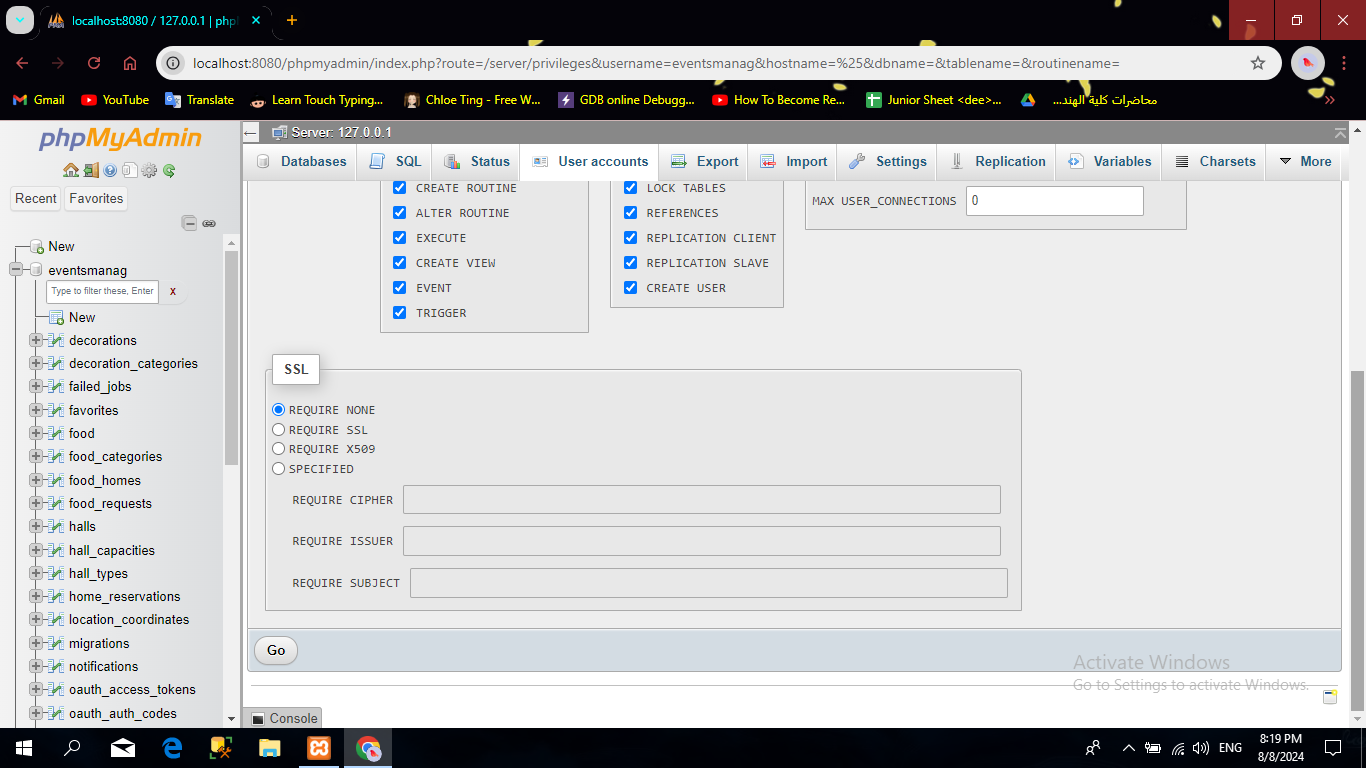 localhost:8080 / 127.0.0.1 | php
localhost:8080/phpmyadmin/index.php?route=/server/privileges&username=eventsmanag&hostname=%25&dbname=&tablename=&routinename=
Gmail YouTube Translate Learn Touch Typing... Chloe Ting - Free W... GDB online Debugg... How To Become Re... Junior Sheet <dee>... محاضرات كلية الهند...
phpMyAdmin
Recent Favorites
New
eventsmanag
Type to filter these, Enter X
New
decorations
decoration_categories
failed_jobs
favorites
food
food_categories
food_homes
food_requests
halls
hall_capacities
hall_types
home_reservations
location_coordinates
migrations
notifications
oauth_access_tokens
oauth_auth_codes
Server: 127.0.0.1
Databases SQL Status User accounts Export Import Settings Replication Variables Charsets More
CREATE ROUTINE
ALTER ROUTINE
EXECUTE
CREATE VIEW
EVENT
TRIGGER
LOCK TABLES
REFERENCES
REPLICATION CLIENT
REPLICATION SLAVE
CREATE USER
MAX USER_CONNECTIONS 0
SSL
REQUIRE NONE
REQUIRE SSL
REQUIRE X509
SPECIFIED
REQUIRE CIPHER
REQUIRE ISSUER
REQUIRE SUBJECT
Go
Activate Windows
Go to Settings to activate Windows.
Console
ENG
8:19 PM
8/8/2024